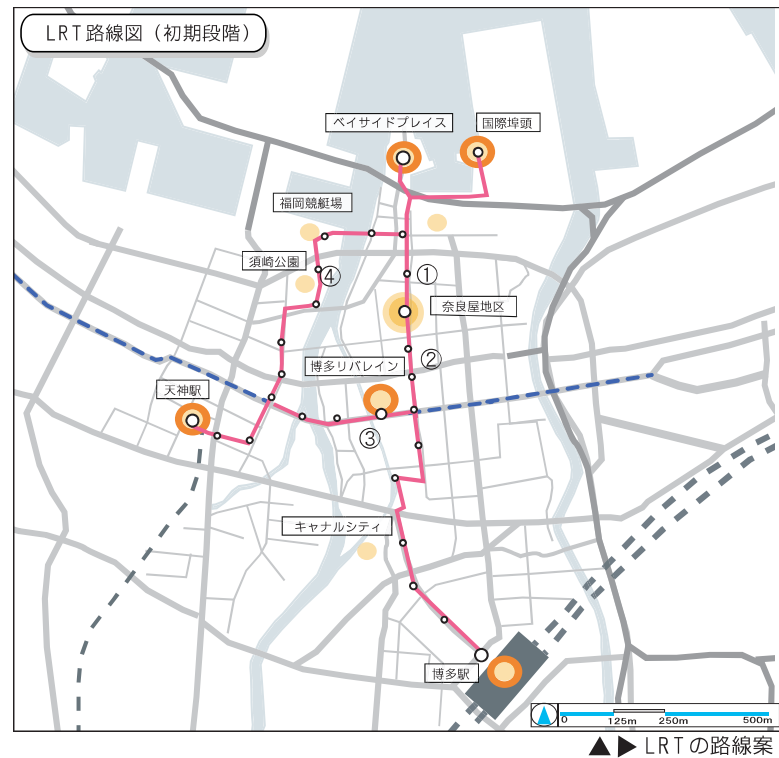 LRT路線図(初期段階)
ベイサイドプレイス
国際埠頭
福岡競艇場
須崎公園
④
①
奈良屋地区
②
博多リバレイン
天神駅
③
キャナルシティ
博多駅
0 125m 250m 500m
▲▶LRTの路線案